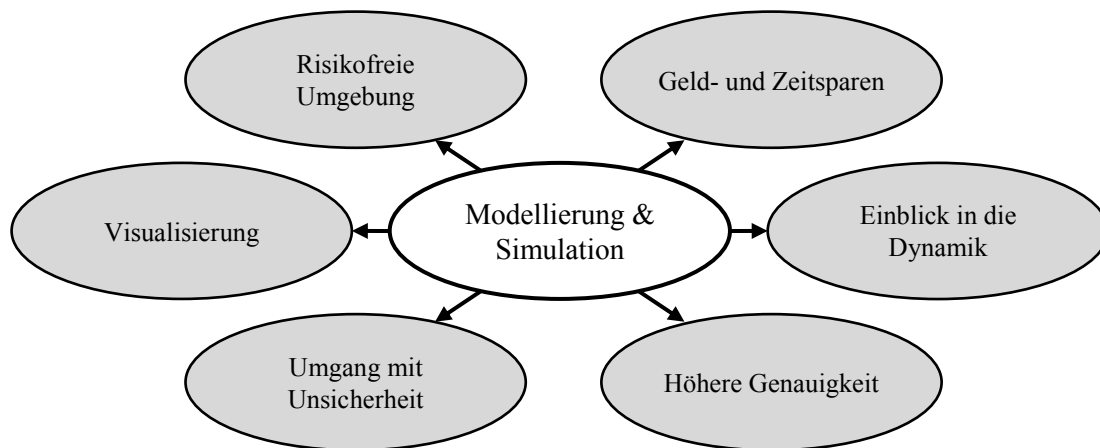 Risikofreie
Umgebung
Geld- und Zeitsparen
Visualisierung
Modellierung &
Simulation
Einblick in die
Dynamik
Umgang mit
Unsicherheit
Höhere Genauigkeit